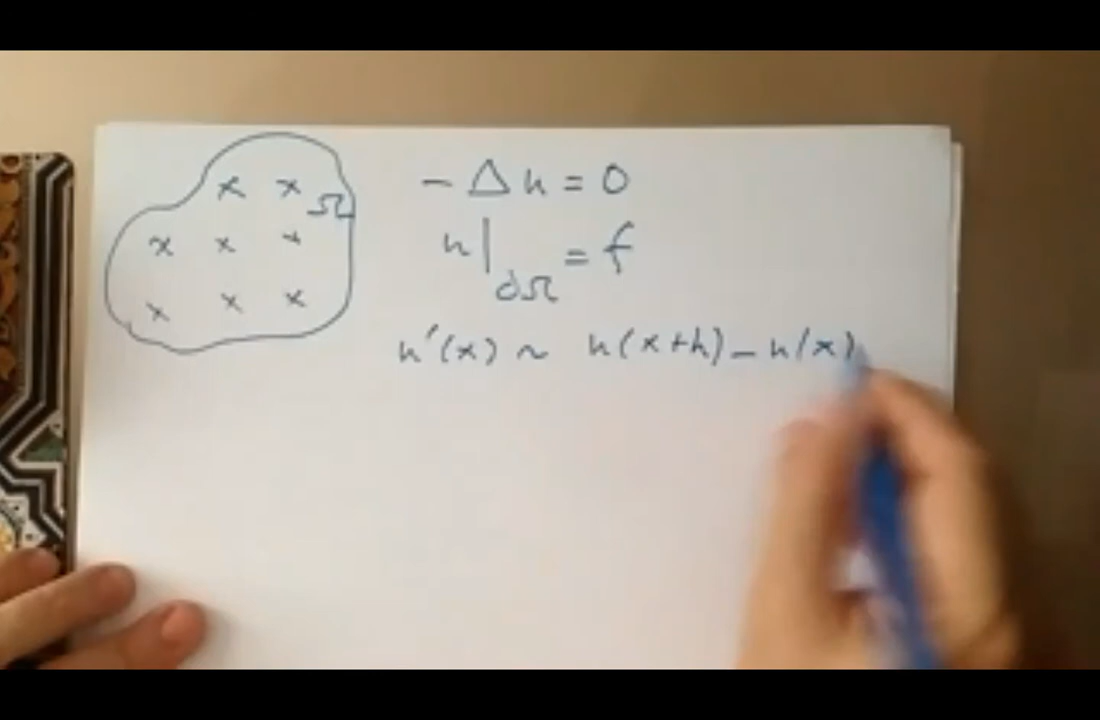 x x Ω
x x x
x x x
- Δu = 0
u|∂Ω = f
u'(x) ~ u(x+h) - u(x)